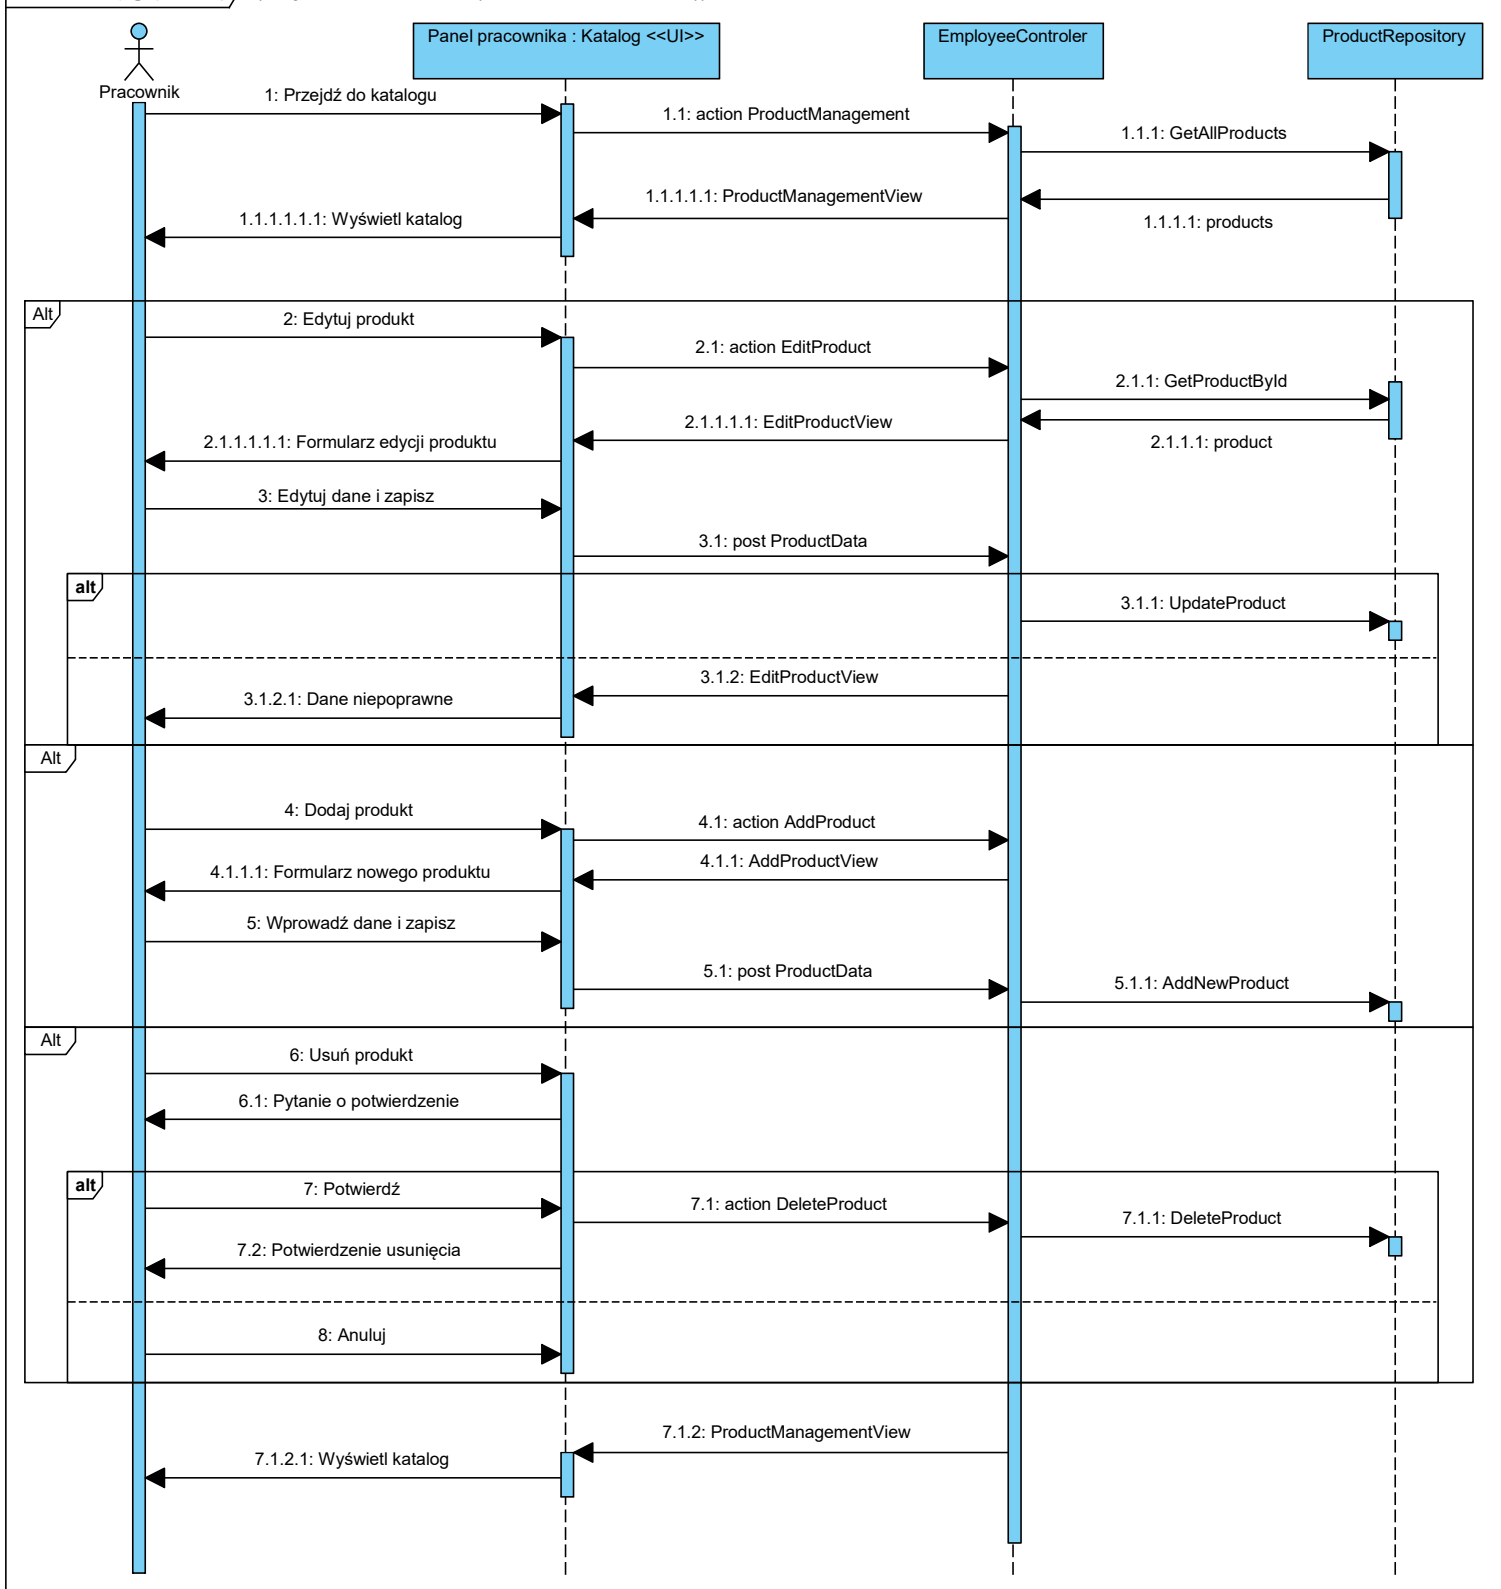 Panel pracownika : Katalog <<UI>>
EmployeeControler
ProductRepository
Pracownik
1: Przejdź do katalogu
1.1: action ProductManagement
1.1.1: GetAllProducts
1.1.1.1.1: ProductManagementView
1.1.1.1.1.1: Wyświetl katalog
1.1.1.1: products
Alt
2: Edytuj produkt
2.1: action EditProduct
2.1.1: GetProductById
2.1.1.1.1: EditProductView
2.1.1.1.1.1: Formularz edycji produktu
2.1.1.1: product
3: Edytuj dane i zapisz
3.1: post ProductData
alt
3.1.1: UpdateProduct
3.1.2: EditProductView
3.1.2.1: Dane niepoprawne
Alt
4: Dodaj produkt
4.1: action AddProduct
4.1.1: AddProductView
4.1.1.1: Formularz nowego produktu
5: Wprowadź dane i zapisz
5.1: post ProductData
5.1.1: AddNewProduct
Alt
6: Usuń produkt
6.1: Pytanie o potwierdzenie
alt
7: Potwierdź
7.1: action DeleteProduct
7.1.1: DeleteProduct
7.2: Potwierdzenie usunięcia
8: Anuluj
7.1.2: ProductManagementView
7.1.2.1: Wyświetl katalog